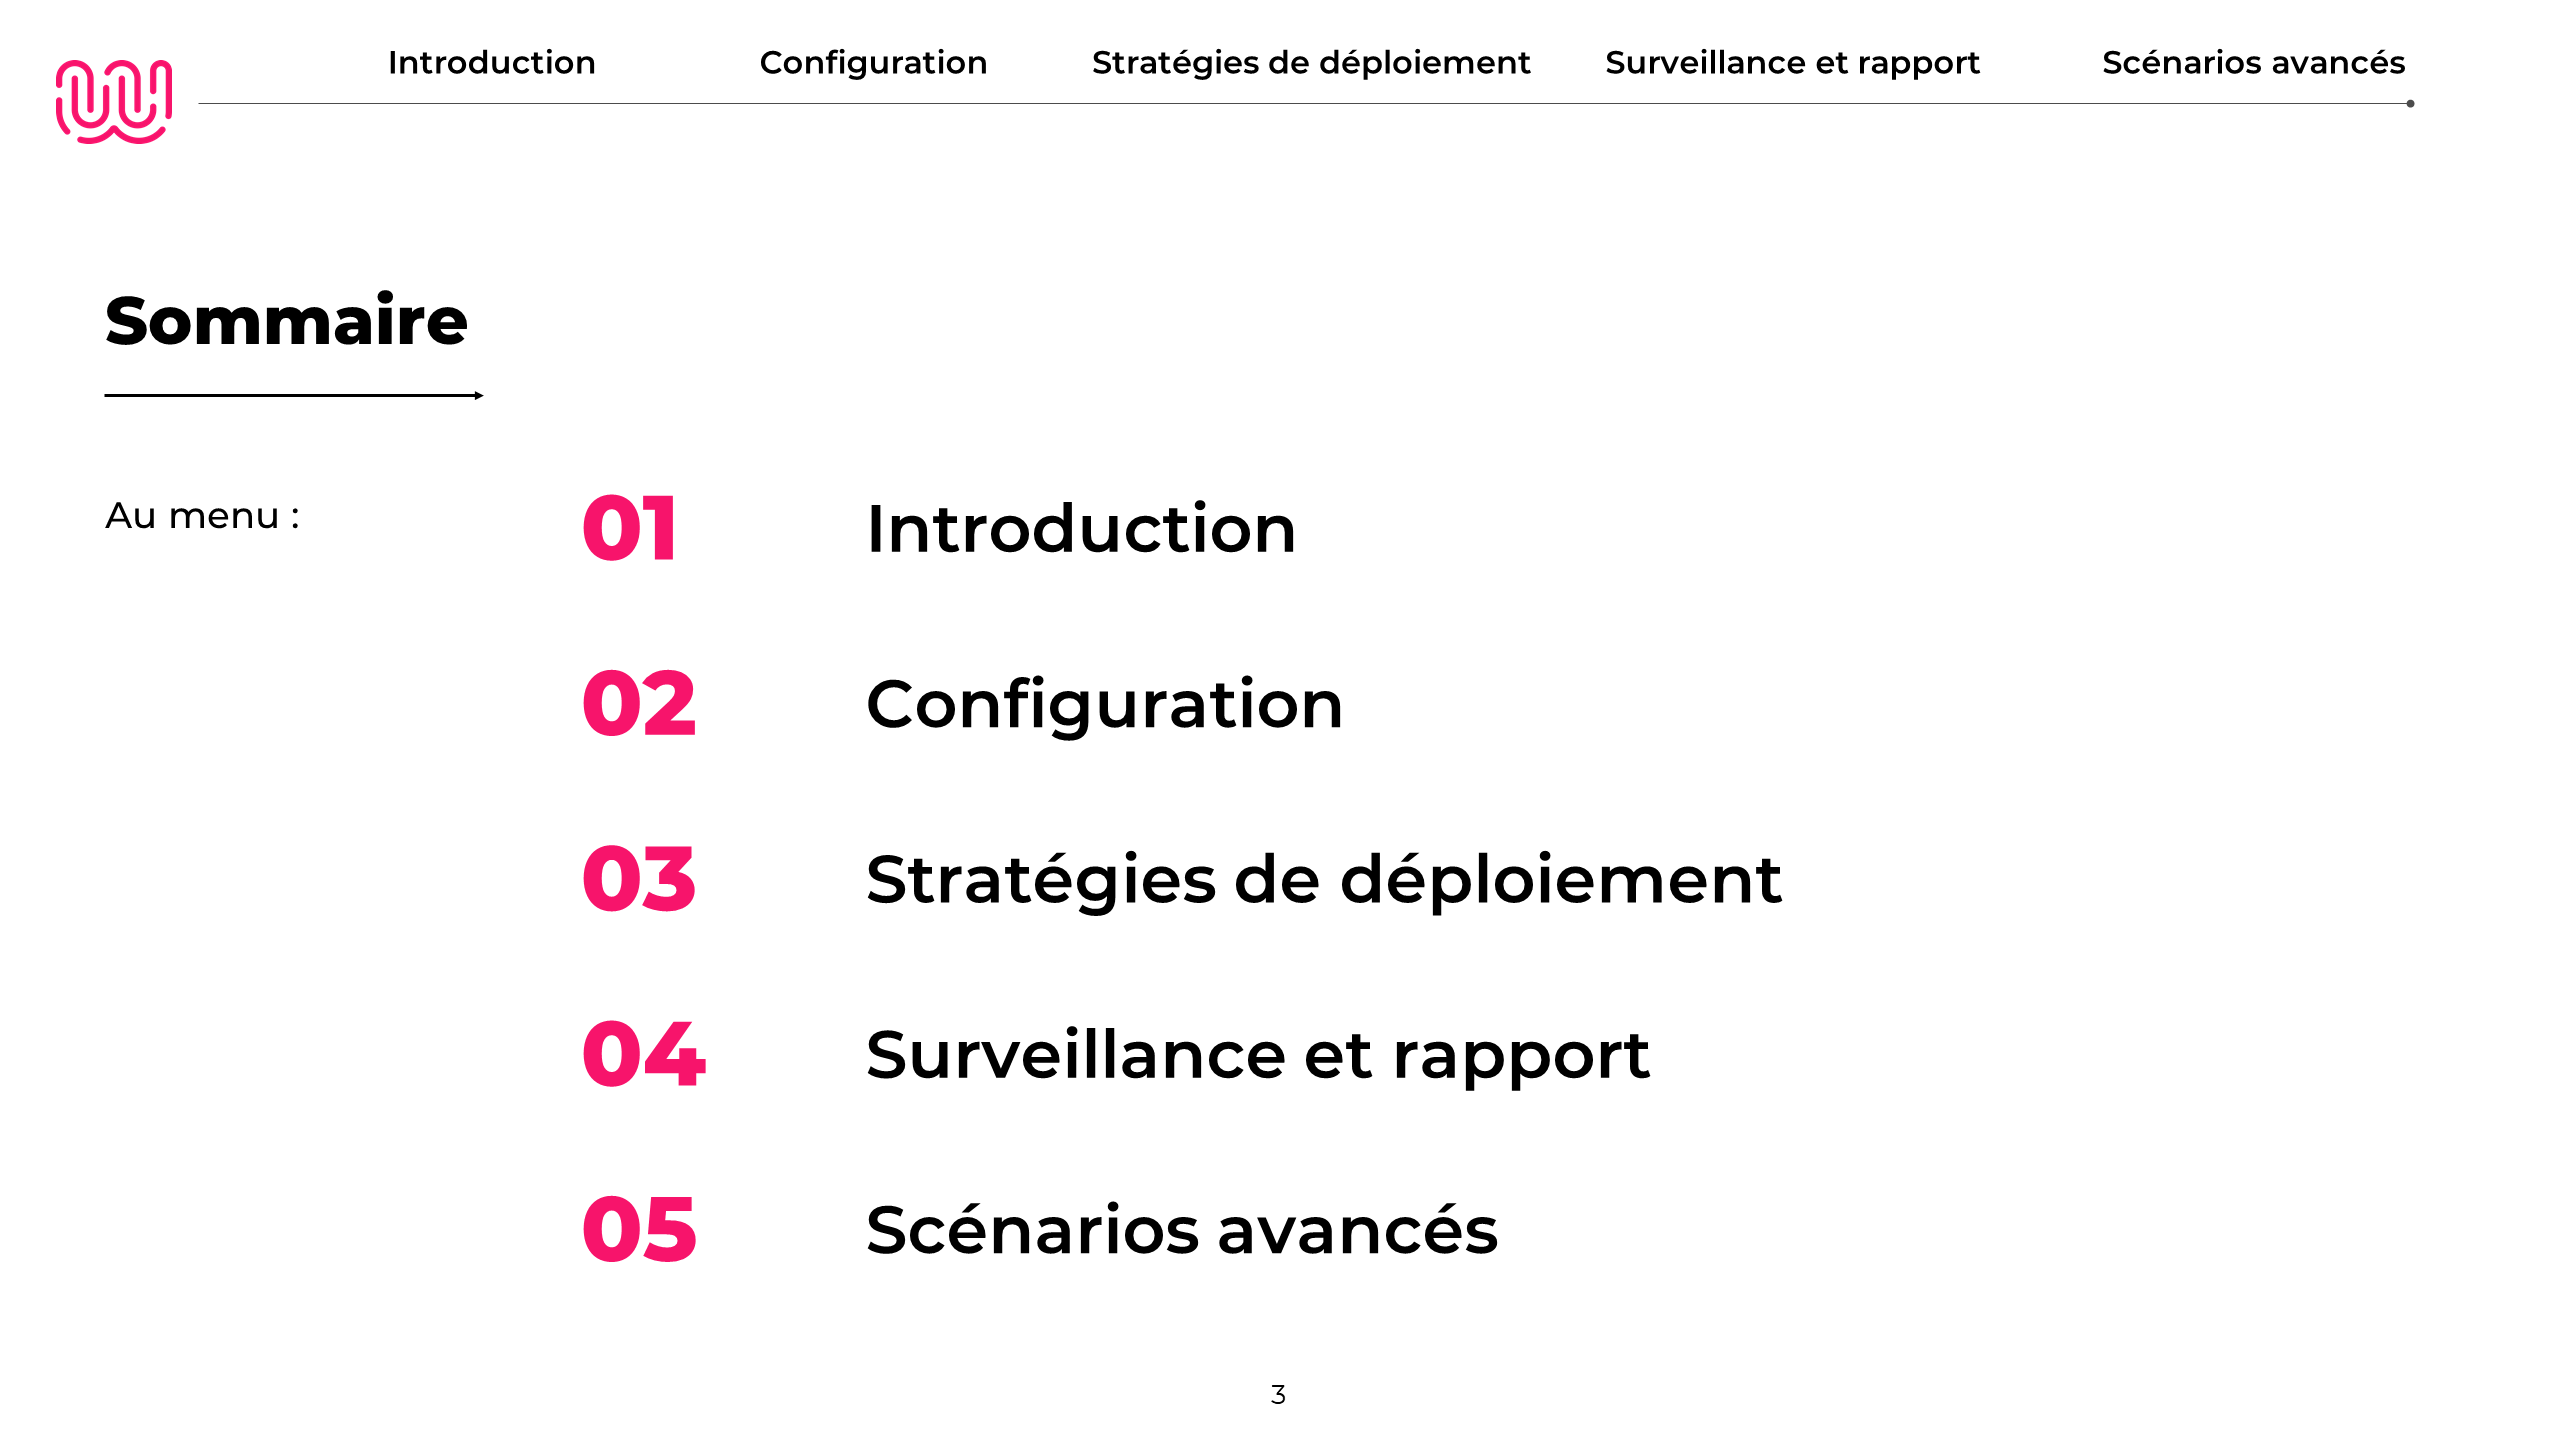 Introduction Configuration Stratégies de déploiement Surveillance et rapport Scénarios avancés
Sommaire
Au menu :
01 Introduction
02 Configuration
03 Stratégies de déploiement
04 Surveillance et rapport
05 Scénarios avancés
3